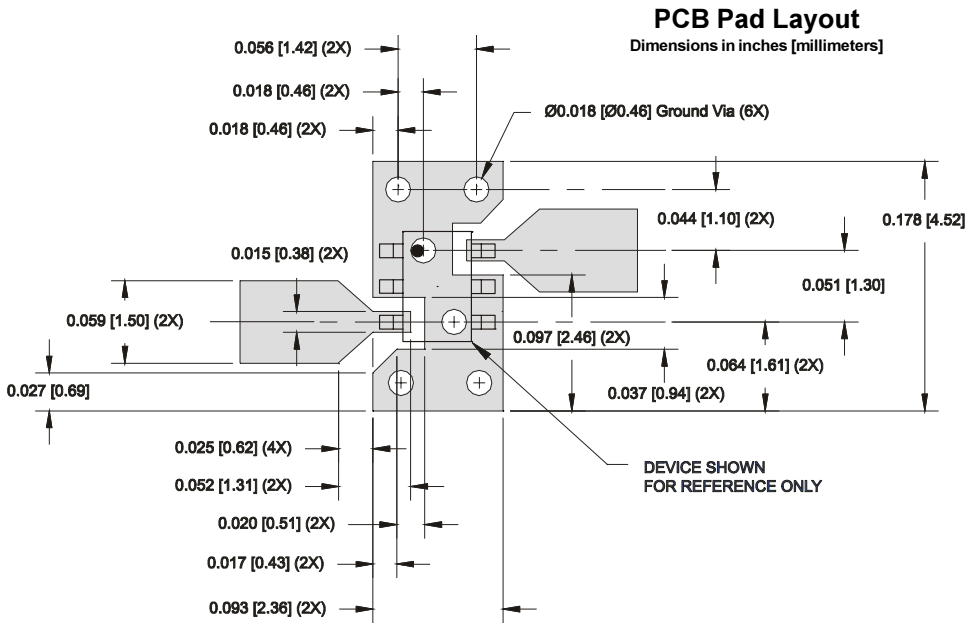 PCB Pad Layout
Dimensions in inches [millimeters]
0.056 [1.42] (2X)
0.018 [0.46] (2X)
Ø0.018 [Ø0.46] Ground Via (6X)
0.018 [0.46] (2X)
0.044 [1.10] (2X)
0.178 [4.52]
0.015 [0.38] (2X)
0.051 [1.30]
0.059 [1.50] (2X)
0.097 [2.46] (2X)
0.064 [1.61] (2X)
0.027 [0.69]
0.037 [0.94] (2X)
0.025 [0.62] (4X)
DEVICE SHOWN
FOR REFERENCE ONLY
0.052 [1.31] (2X)
0.020 [0.51] (2X)
0.017 [0.43] (2X)
0.093 [2.36] (2X)